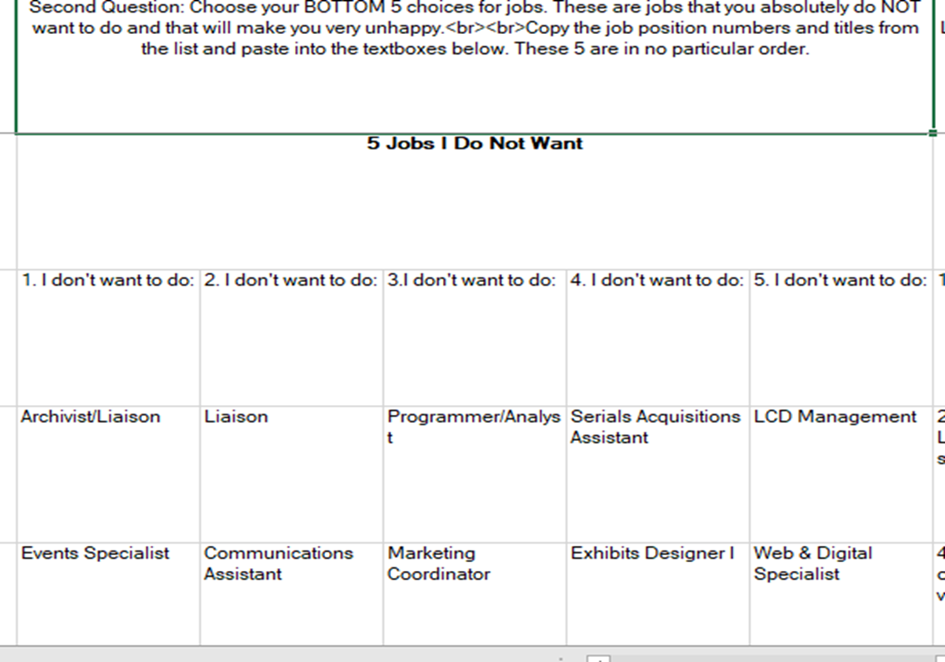 Second Question: Choose your BOTTOM 5 choices for jobs. These are jobs that you absolutely do NOT
want to do and that will make you very unhappy.<br><br>Copy the job position numbers and titles from
the list and paste into the textboxes below. These 5 are in no particular order.
5 Jobs I Do Not Want
1. I don't want to do: 2. I don't want to do: 3.I don't want to do: 4. I don't want to do: 5. I don't want to do: 1
Archivist/Liaison Liaison Programmer/Analys Serials Acquisitions LCD Management 2
t Assistant L
s
Events Specialist Communications Marketing Exhibits Designer I Web & Digital 4
Assistant Coordinator Specialist
v